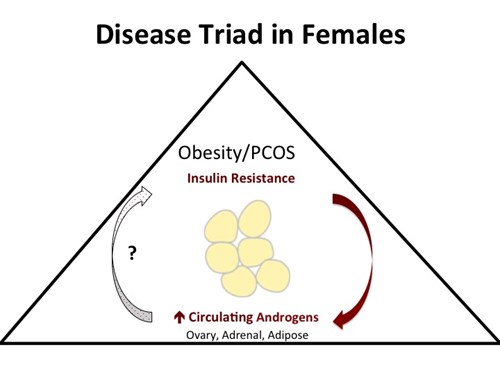 Disease Triad in Females
Obesity/PCOS
Insulin Resistance
?
Circulating Androgens
Ovary, Adrenal, Adipose